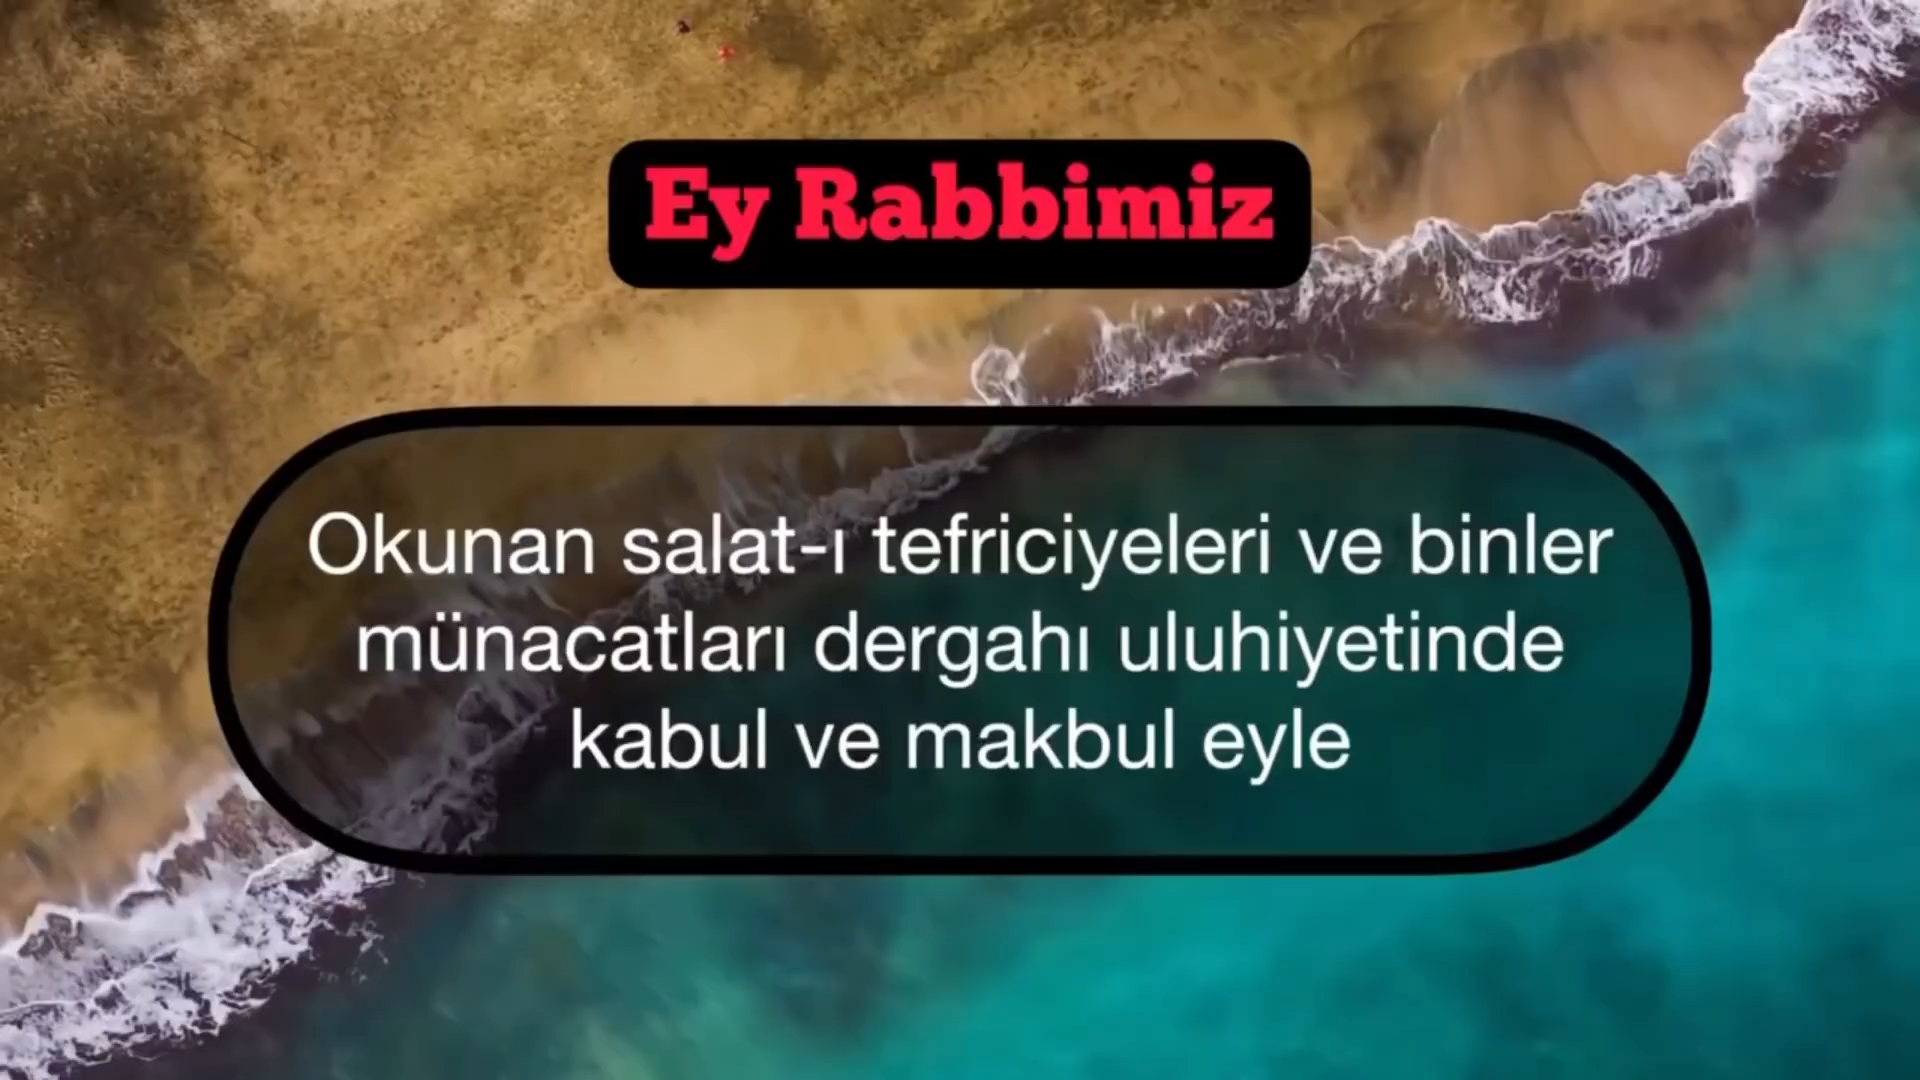 Ey Rabbimiz
Okunan salat-ı tefriciyeleri ve binler
münacatları dergahı uluhiyetinde
kabul ve makbul eyle